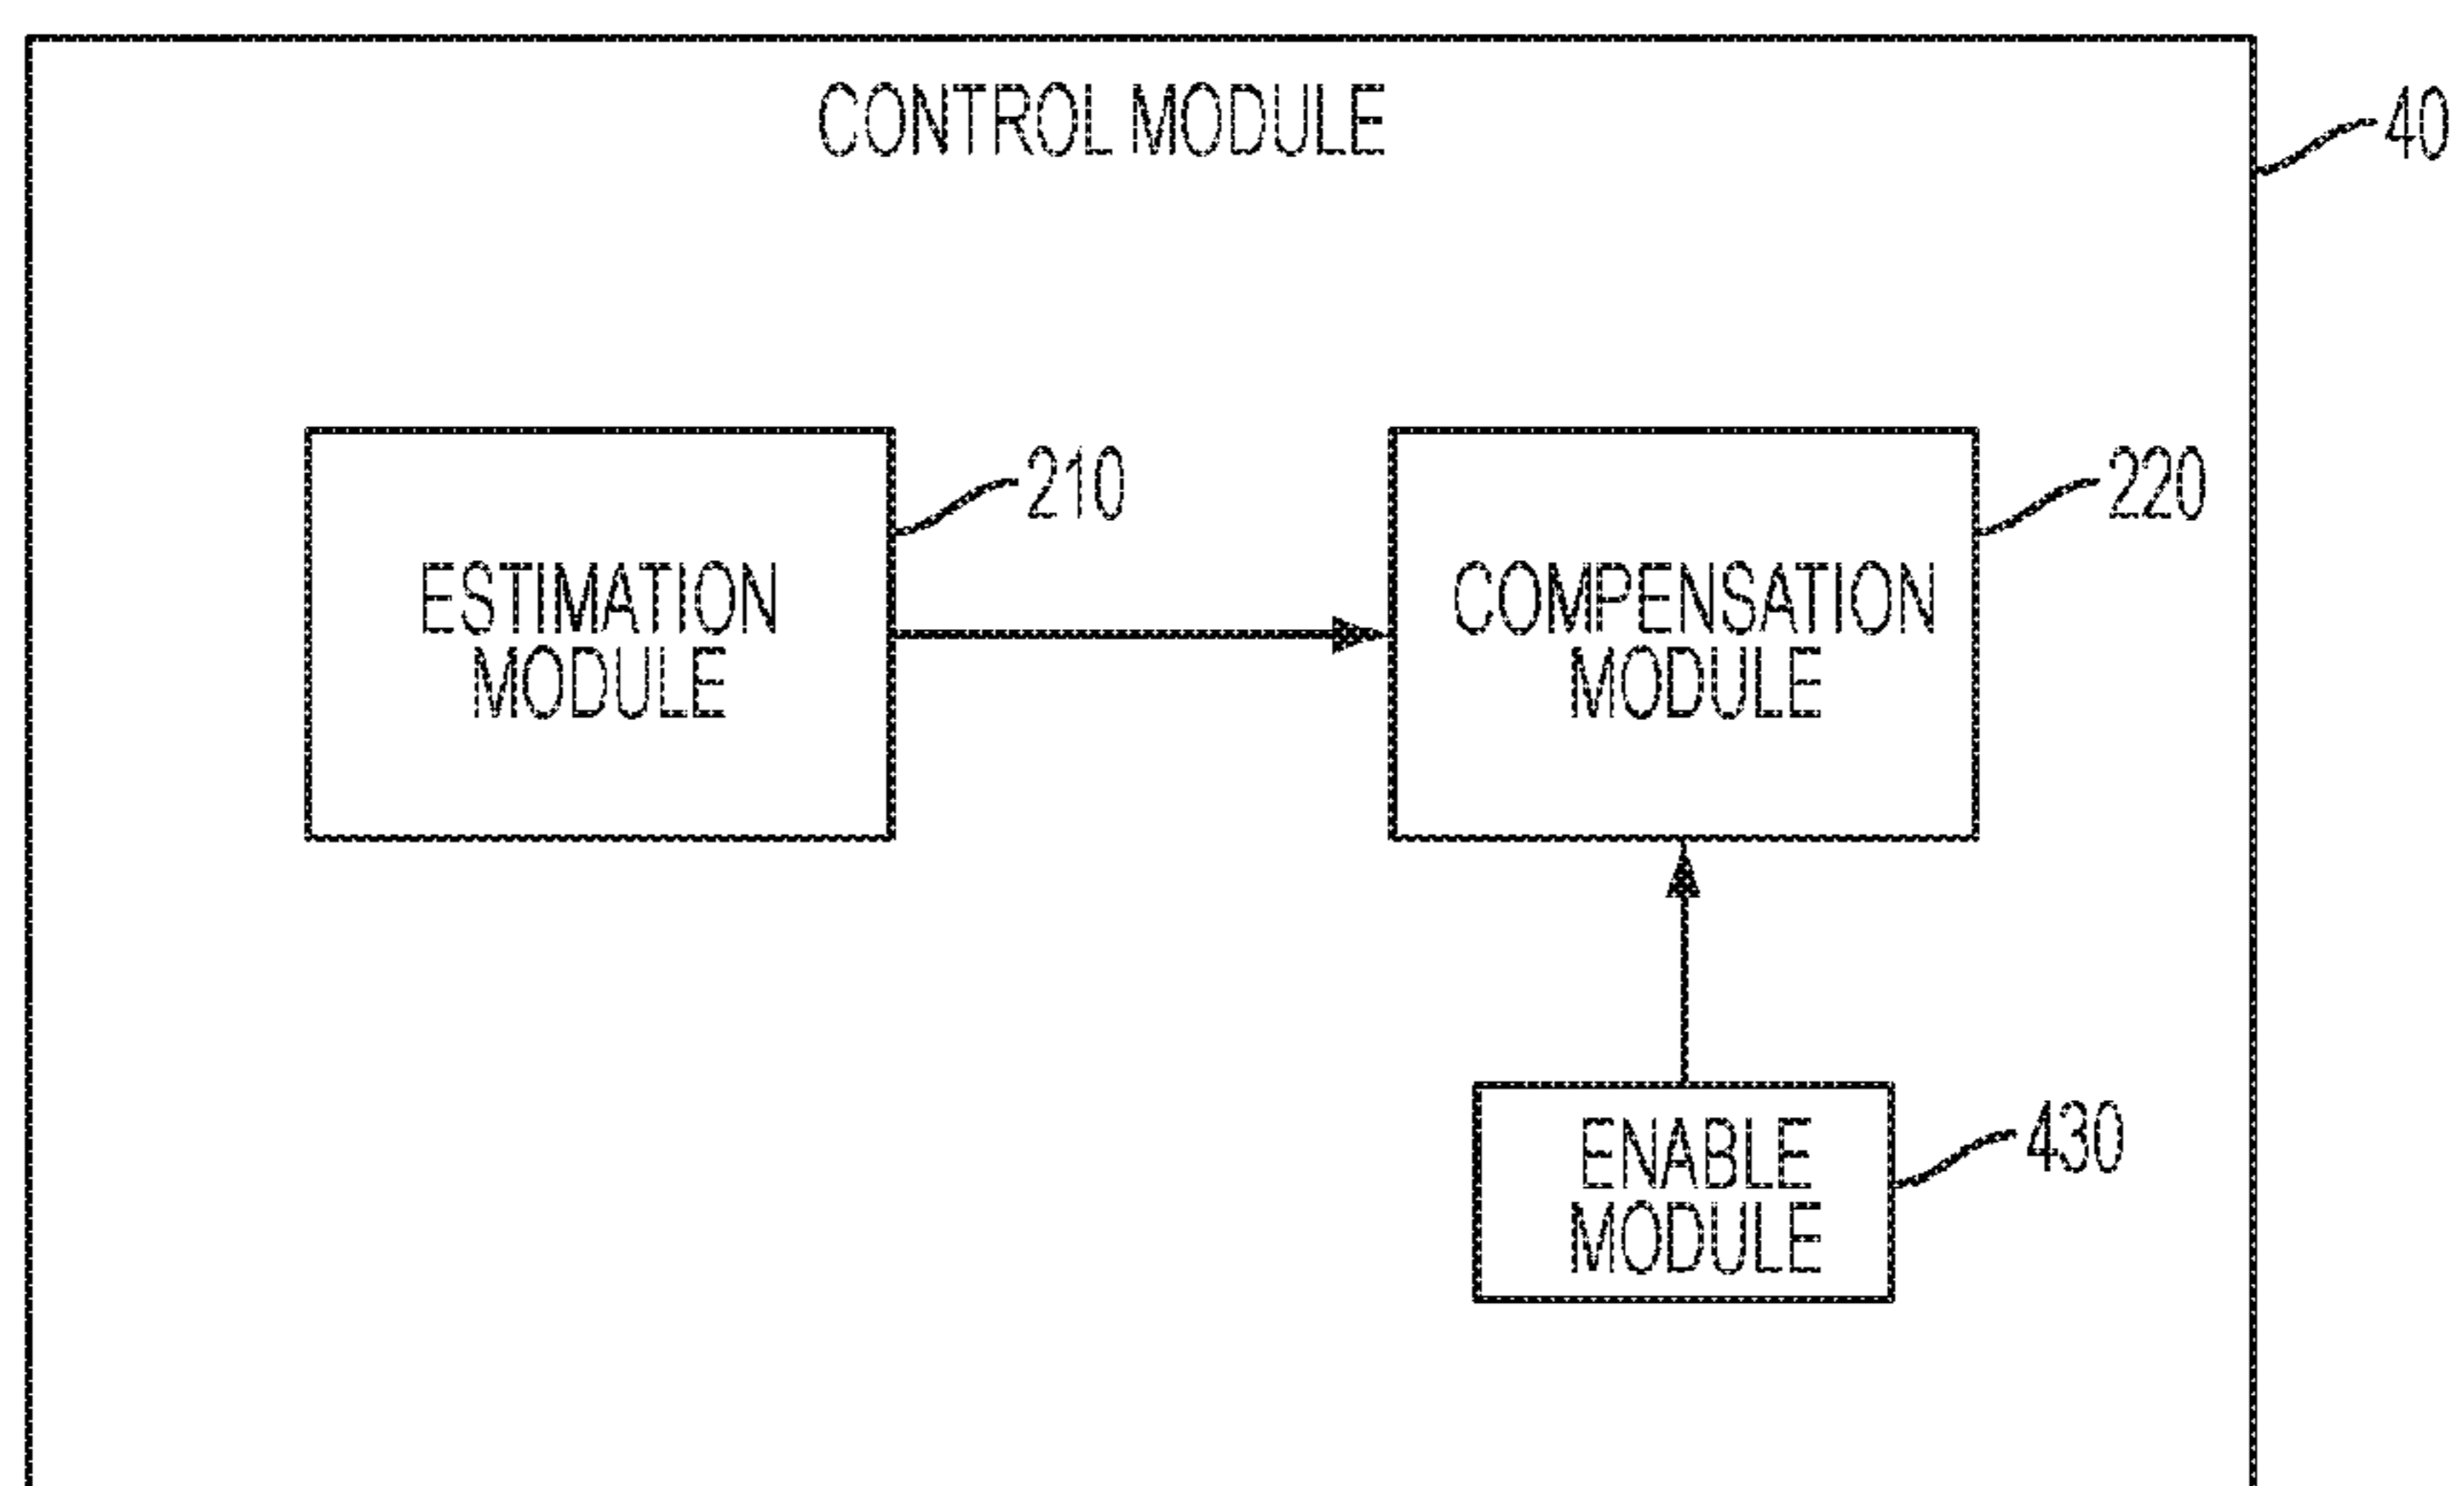 CONTROL MODULE
40
210
220
ESTIMATION
MODULE
COMPENSATION
MODULE
ENABLE
MODULE
430